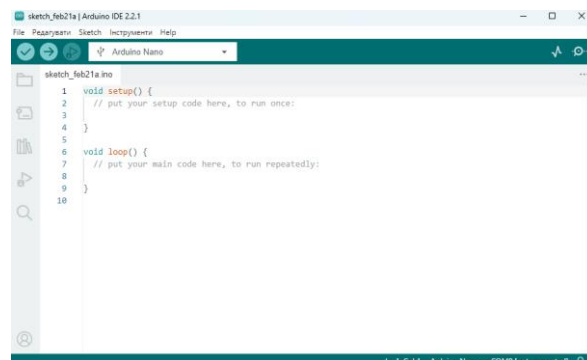 sketch_feb21a | Arduino IDE 2.2.1
File Редагувати Sketch Інструменти Help
Arduino Nano
sketch_feb21a.ino
1 void setup() {
2 // put your setup code here, to run once:
3
4 }
5
6 void loop() {
7 // put your main code here, to run repeatedly:
8
9 }
10